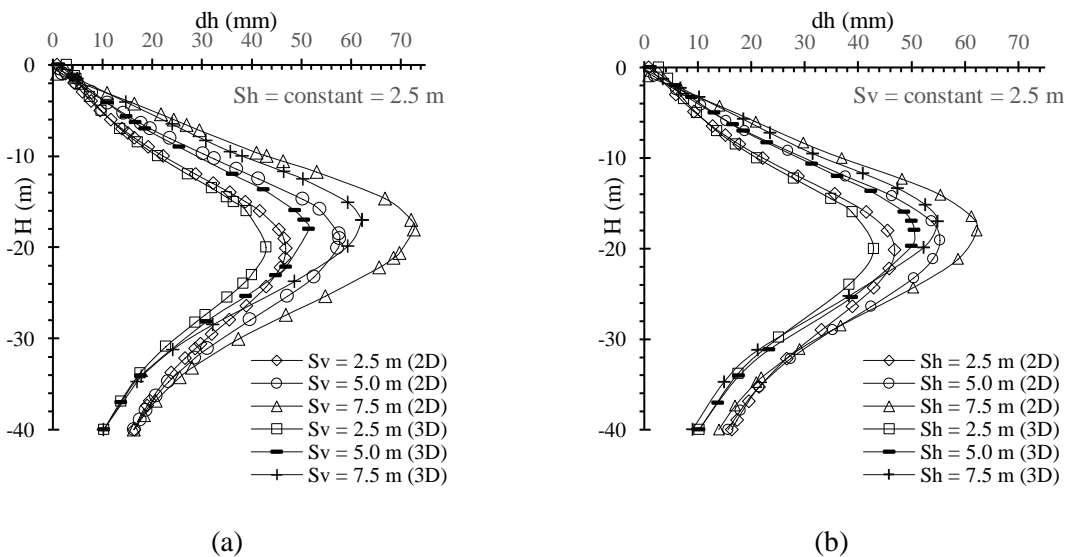 dh (mm)
0 10 20 30 40 50 60 70
0
-10
-20
-30
-40
H (m)
Sh = constant = 2.5 m
Sv = 2.5 m (2D)
Sv = 5.0 m (2D)
Sv = 7.5 m (2D)
Sv = 2.5 m (3D)
Sv = 5.0 m (3D)
Sv = 7.5 m (3D)
(a)
dh (mm)
0 10 20 30 40 50 60 70
0
-10
-20
-30
-40
H (m)
Sv = constant = 2.5 m
Sh = 2.5 m (2D)
Sh = 5.0 m (2D)
Sh = 7.5 m (2D)
Sh = 2.5 m (3D)
Sh = 5.0 m (3D)
Sh = 7.5 m (3D)
(b)